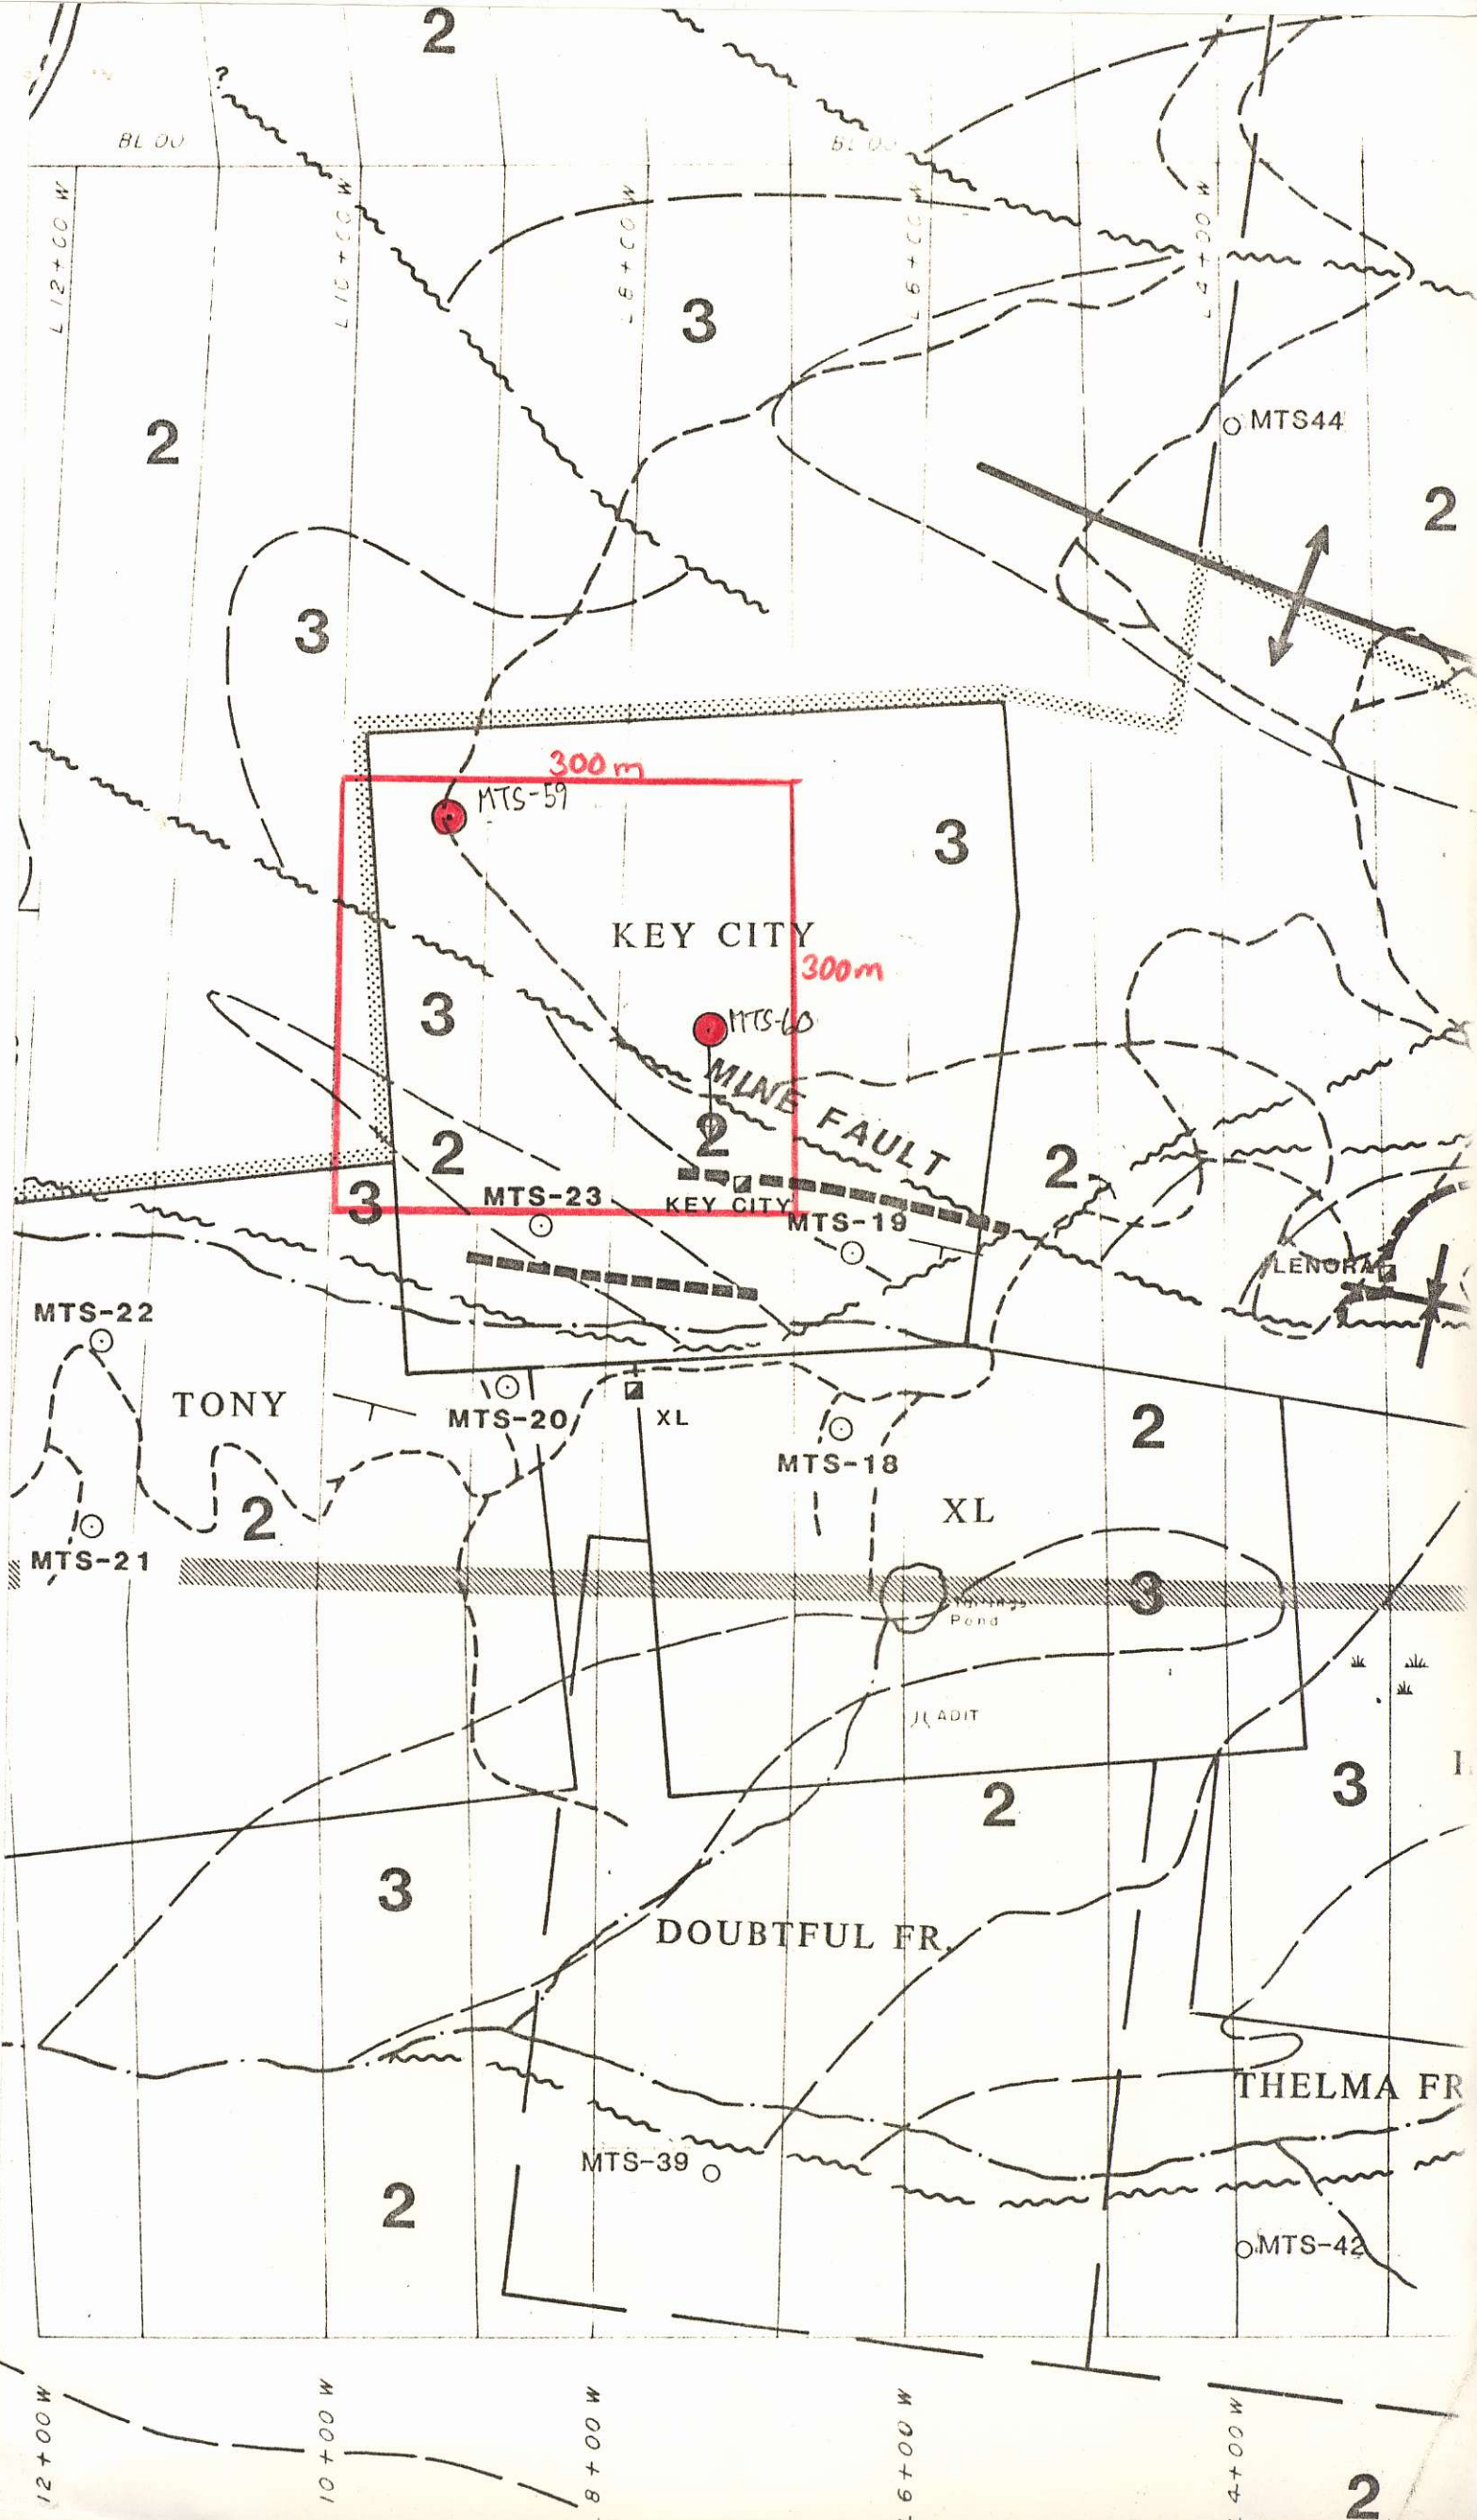 2
?
BL 00
BL 00
L 12+00 W
L 10+00 W
L 8+00 W
L 6+00 W
L 4+00 W
3
2
MTS44
2
3
300m
MTS-59
3
KEY CITY
300m
3
MTS-60
MINE FAULT
2
2
2
3
MTS-23
KEY CITY
MTS-19
LENORA
MTS-22
TONY
MTS-20
XL
2
MTS-18
2
XL
MTS-21
3
Pond
ADIT
3
2
3
DOUBTFUL FR.
THELMA FR
MTS-39
2
MTS-42
12+00 W
10+00 W
8+00 W
6+00 W
4+00 W
2